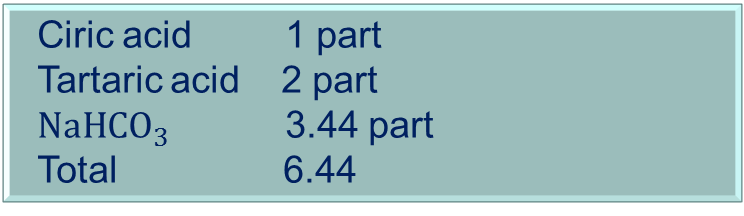 Ciric acid 1 part
Tartaric acid 2 part
NaHCO₃ 3.44 part
Total 6.44